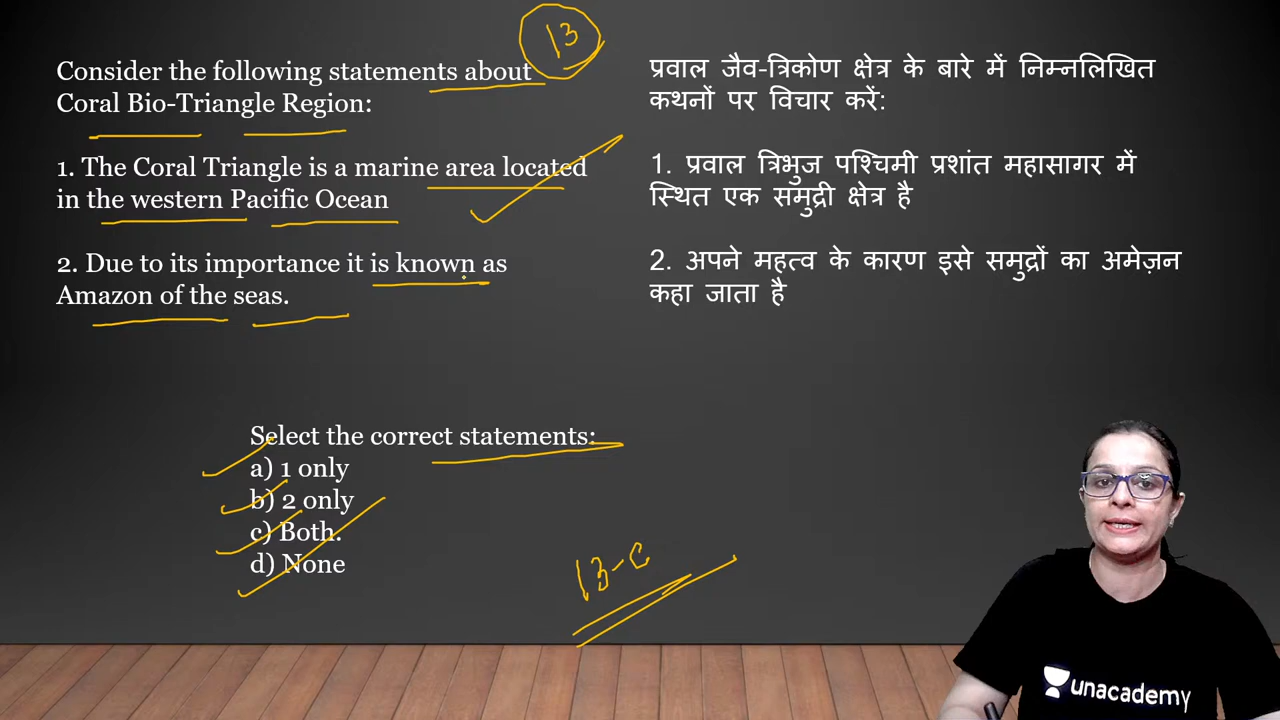 13
Consider the following statements about
Coral Bio-Triangle Region:
1. The Coral Triangle is a marine area located
in the western Pacific Ocean
2. Due to its importance it is known as
Amazon of the seas.
Select the correct statements:
a) 1 only
b) 2 only
c) Both.
d) None
13-c
प्रवाल जैव-त्रिकोण क्षेत्र के बारे में निम्नलिखित
कथनों पर विचार करें:
1. प्रवाल त्रिभुज पश्चिमी प्रशांत महासागर में
स्थित एक समुद्री क्षेत्र है
2. अपने महत्व के कारण इसे समुद्रों का अमेज़न
कहा जाता है
unacademy